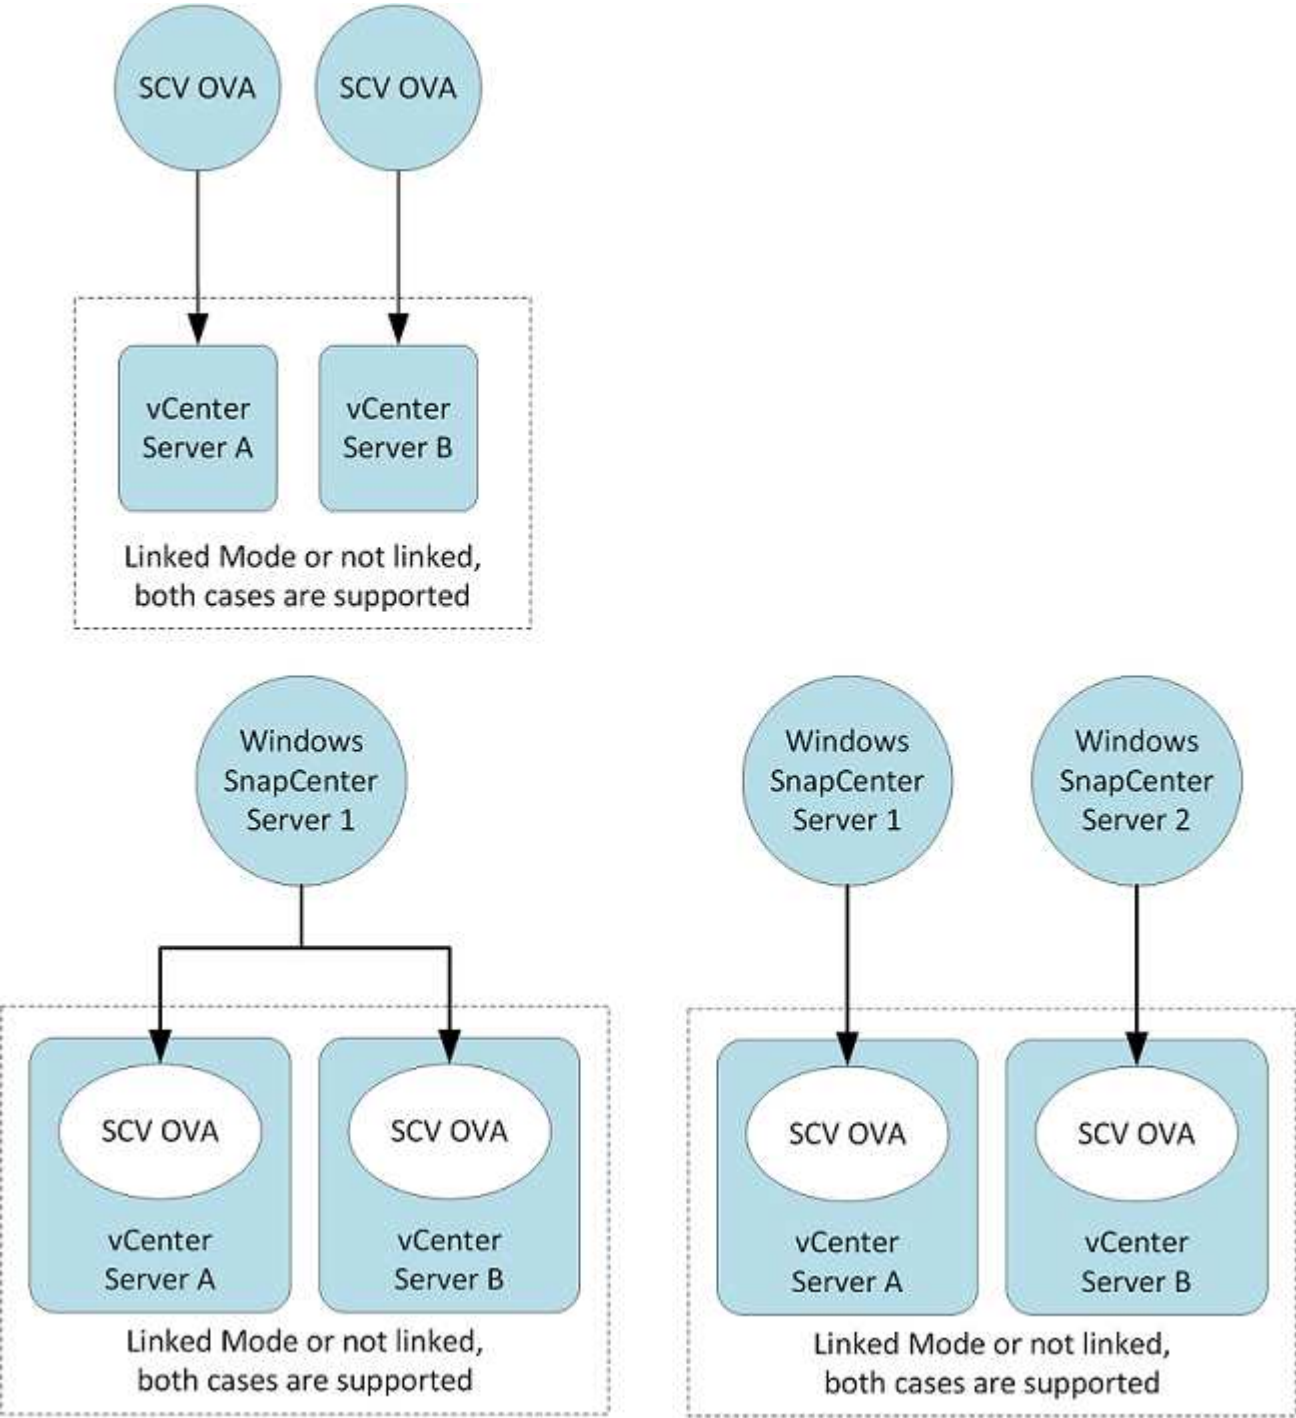 SCV OVA
SCV OVA
vCenter
Server A
vCenter
Server B
Linked Mode or not linked,
both cases are supported
Windows
SnapCenter
Server 1
SCV OVA
SCV OVA
vCenter
Server A
vCenter
Server B
Linked Mode or not linked,
both cases are supported
Windows
SnapCenter
Server 1
Windows
SnapCenter
Server 2
SCV OVA
SCV OVA
vCenter
Server A
vCenter
Server B
Linked Mode or not linked,
both cases are supported